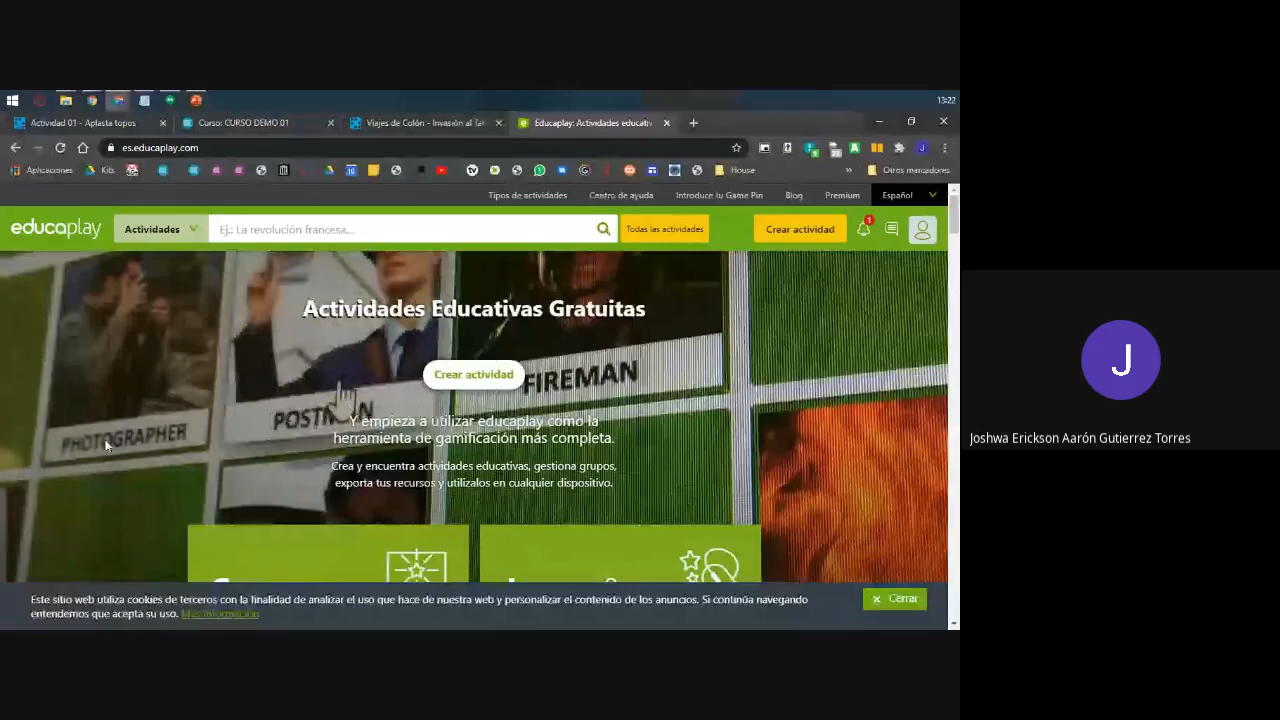 13:22
Actividad 01 - Aplasta topos
Curso: CURSO DEMO 01
Viajes de Colón - Invasión al Tar
Educaplay: Actividades educativ
es.educaplay.com
Aplicaciones
Kits
House
Otros marcadores
Tipos de actividades
Centro de ayuda
Introduce tu Game Pin
Blog
Premium
Español
educaplay
Actividades
Ej.: La revolución francesa...
Todas las actividades
Crear actividad
1
Actividades Educativas Gratuitas
Crear actividad
FIREMAN
PHOTOGRAPHER
Y empieza a utilizar educaplay como la
herramienta de gamificación más completa.
Crea y encuentra actividades educativas, gestiona grupos,
exporta tus recursos y utilízalos en cualquier dispositivo.
Este sitio web utiliza cookies de terceros con la finalidad de analizar el uso que hace de nuestra web y personalizar el contenido de los anuncios. Si continúa navegando
entendemos que acepta su uso. Más información
Cerrar
J
Joshwa Erickson Aarón Gutierrez Torres